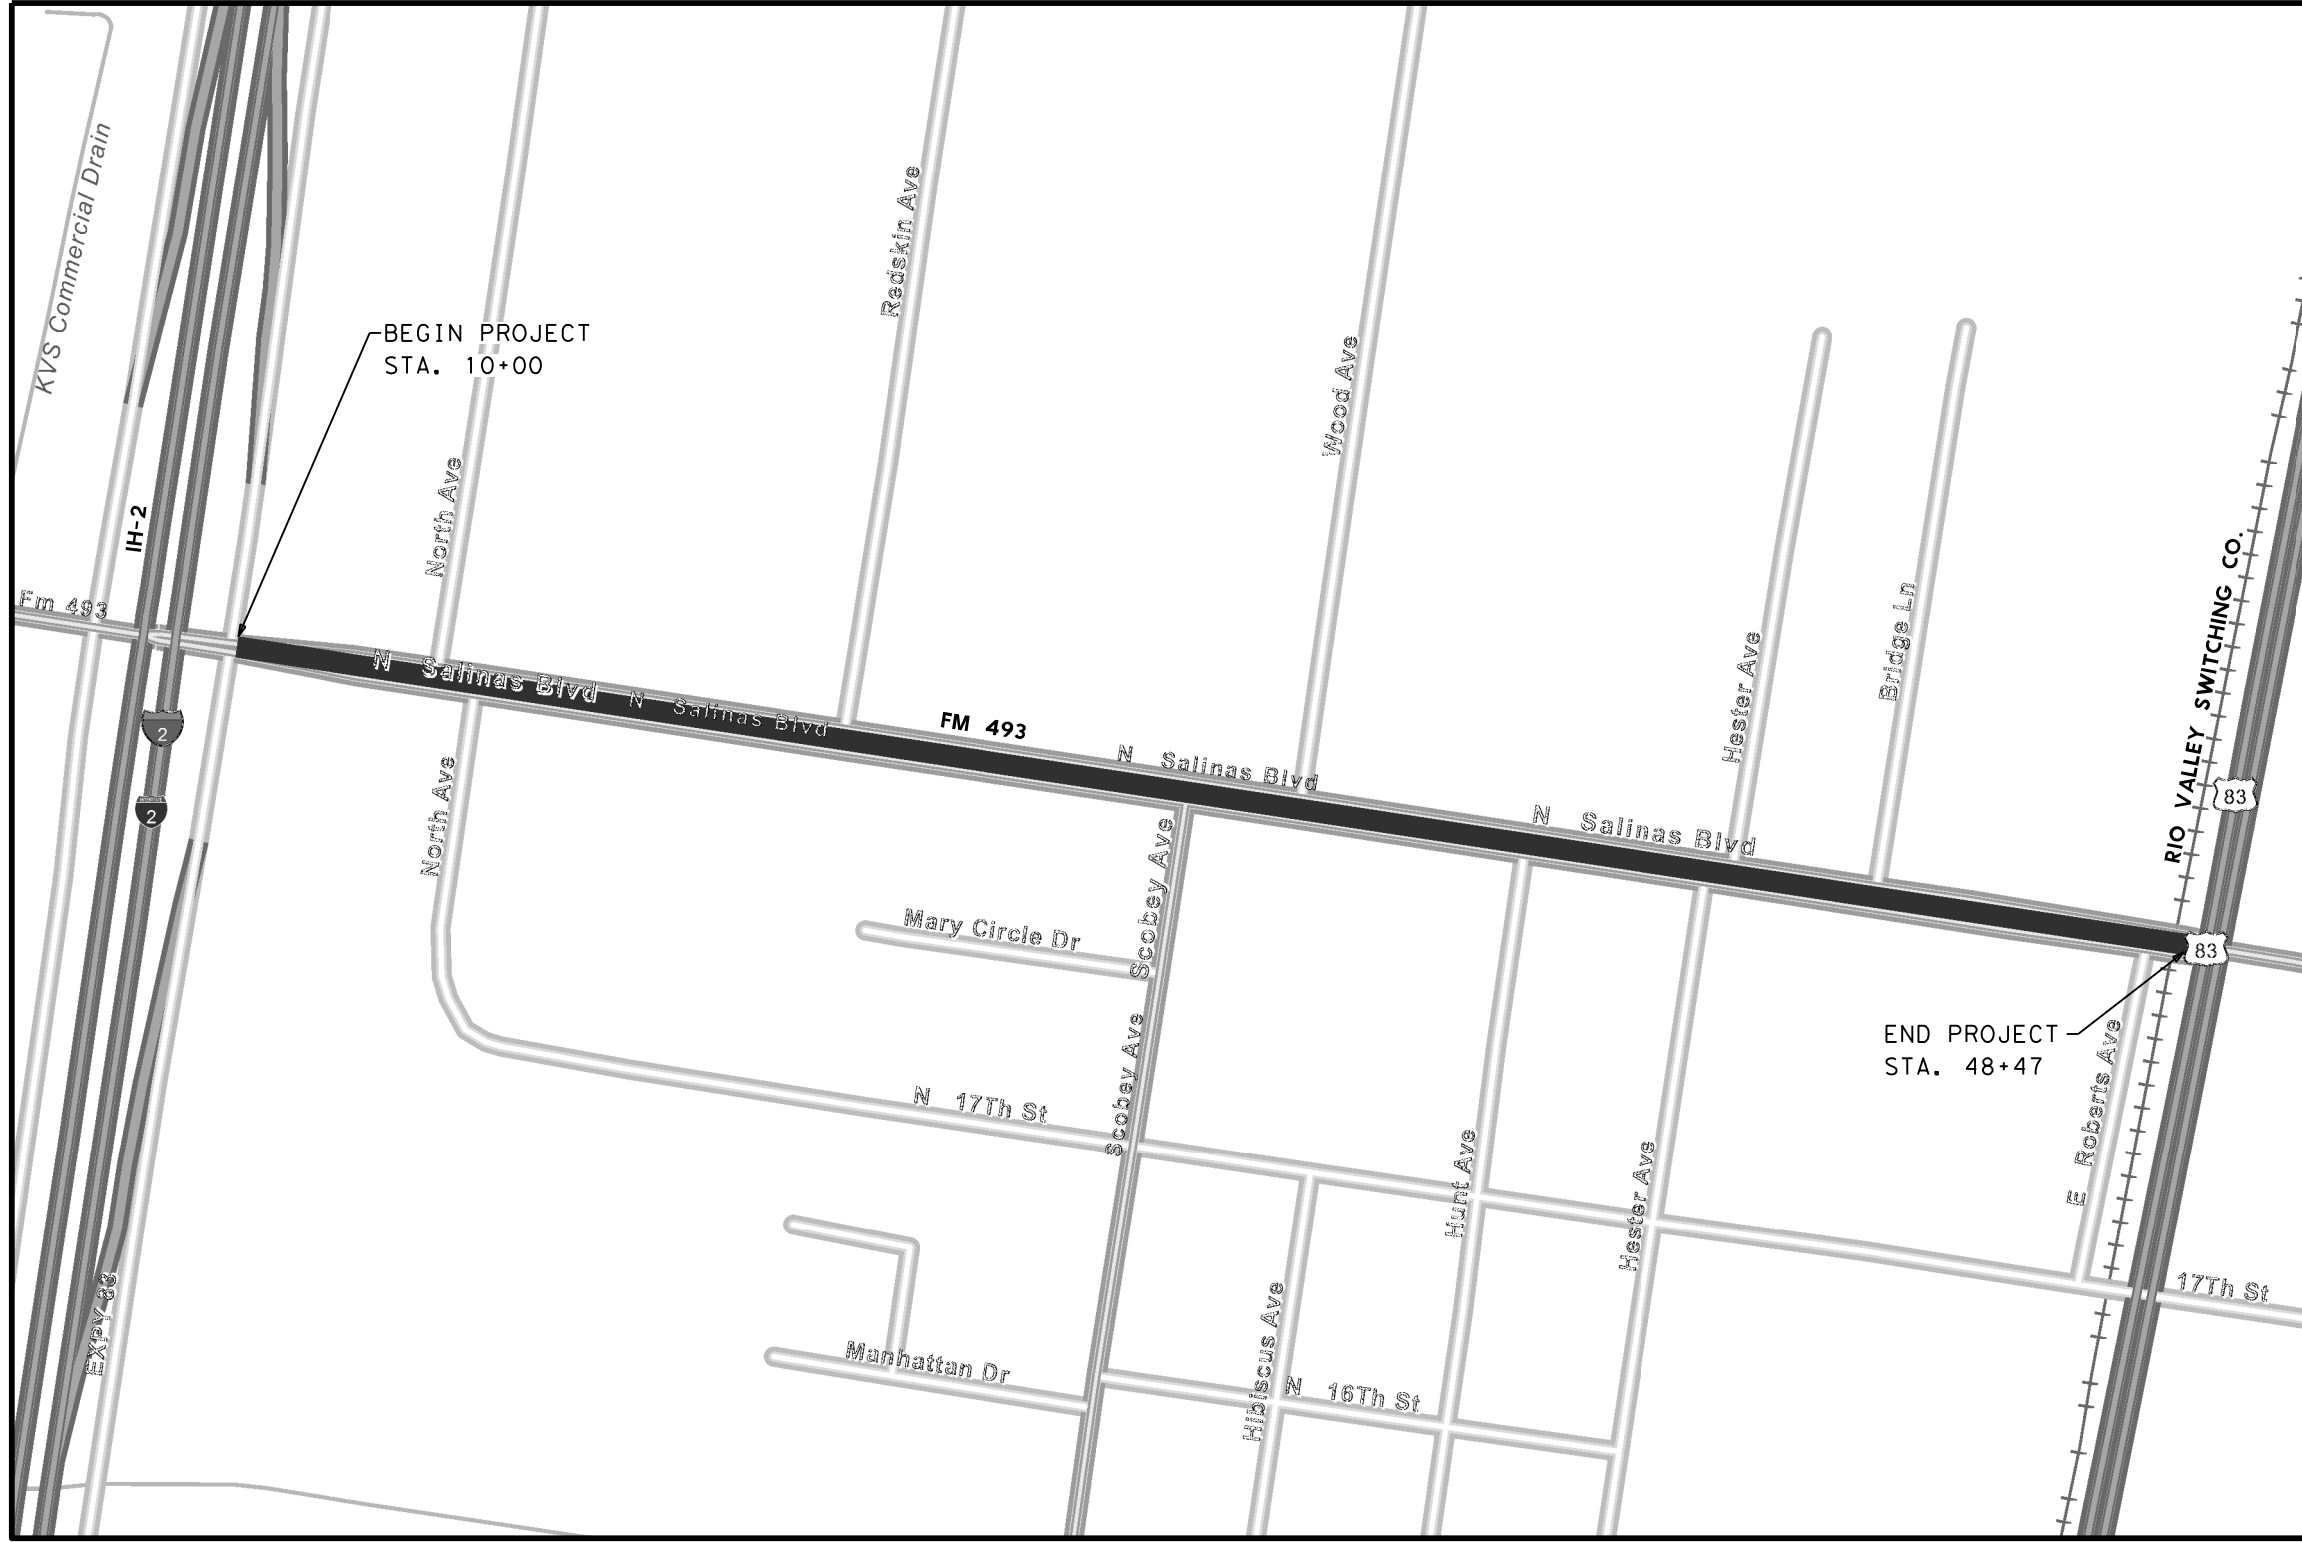 KVS Commercial Drain
BEGIN PROJECT
STA. 10+00
Redskin Ave
Wood Ave
North Ave
IH-2
Fm 493
RIO VALLEY SWITCHING CO.
Bridge Ln
Hester Ave
N Salinas Blvd
N Salinas Blvd
FM 493
N Salinas Blvd
N Salinas Blvd
2
2
83
North Ave
Scobey Ave
Mary Circle Dr
83
END PROJECT
STA. 48+47
Scobey Ave
E Roberts Ave
N 17Th St
Hunt Ave
Hester Ave
EXPY 83
17Th St
Hibiscus Ave
Manhattan Dr
N 16Th St